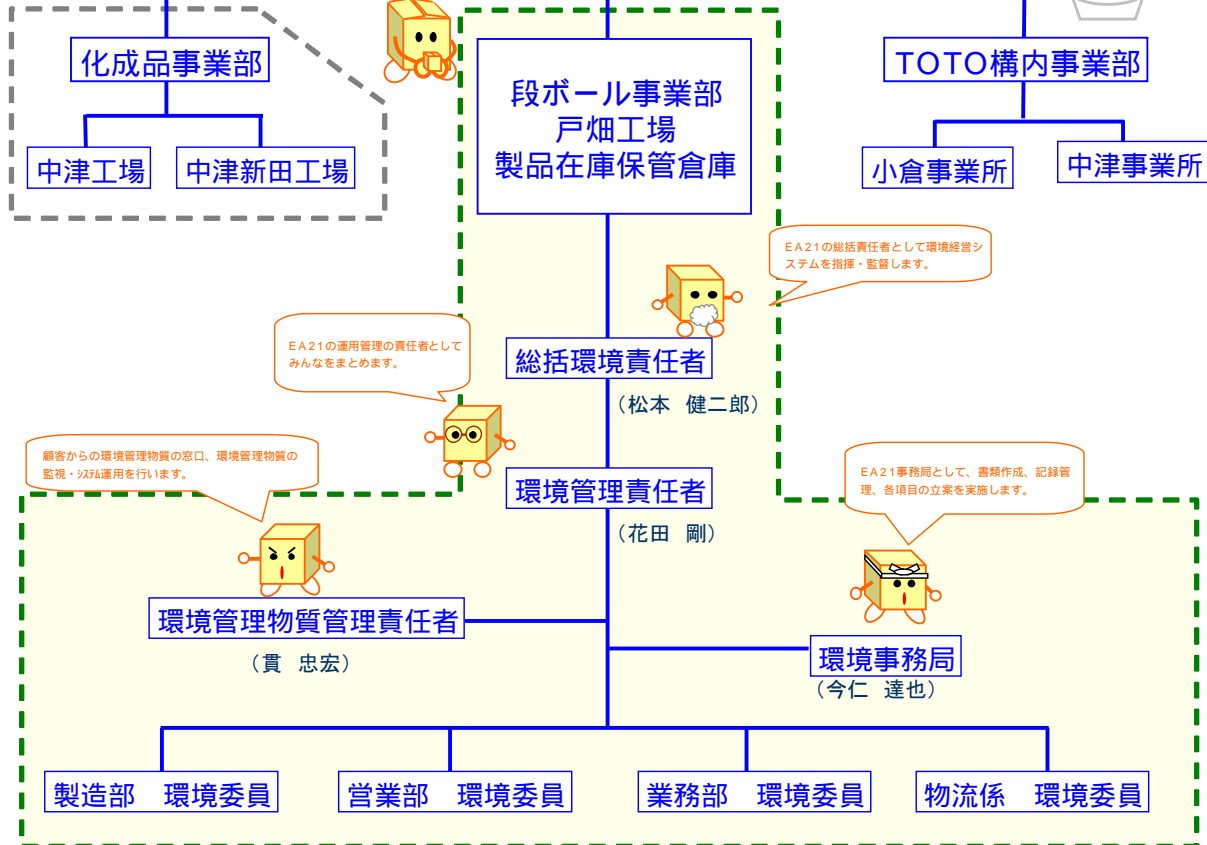 化成品事業部
中津工場
中津新田工場
段ボール事業部
戸畑工場
製品在庫保管倉庫
TOTO構内事業部
小倉事業所
中津事業所
EA21の総括責任者として環境経営シ
ステムを指揮・監督します。
EA21の運用管理の責任者として
みんなをまとめます。
総括環境責任者
（松本　健二郎）
顧客からの環境管理物質の窓口、環境管理物質の
監視・ｼｽﾃﾑ運用を行います。
環境管理責任者
（花田　剛）
EA21事務局として、書類作成、記録管
理、各項目の立案を実施します。
環境管理物質管理責任者
（貫　忠宏）
環境事務局
（今仁　達也）
製造部　環境委員
営業部　環境委員
業務部　環境委員
物流係　環境委員